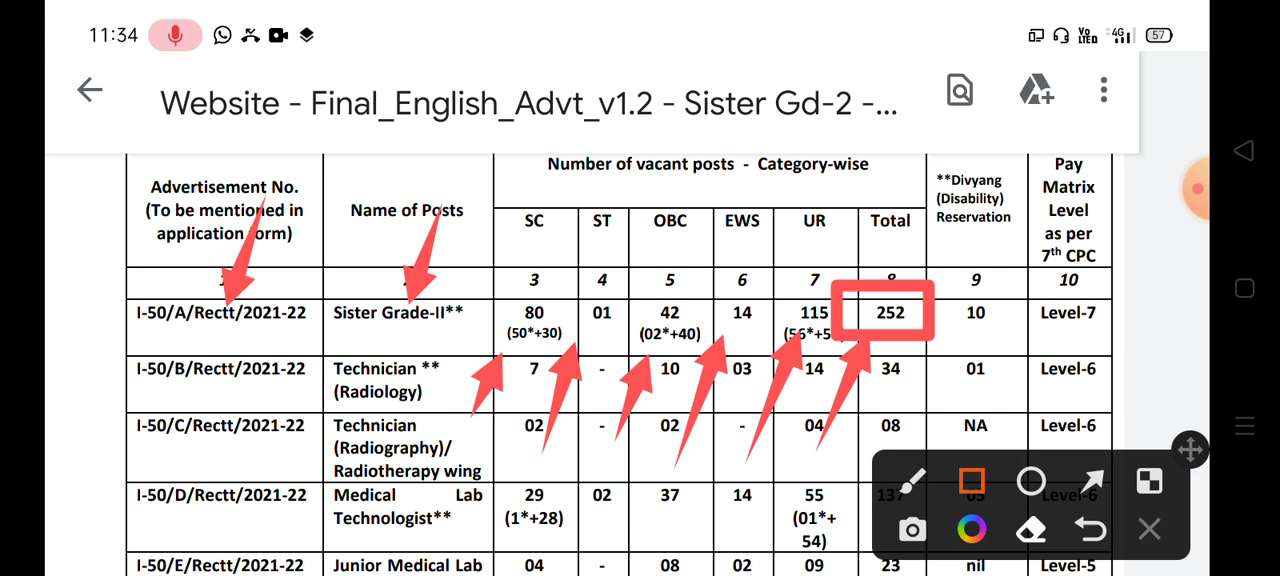 11:34
Vo LTED 4G 57
Website - Final_English_Advt_v1.2 - Sister Gd-2 -...
Advertisement No. (To be mentioned in application form)
Name of Posts
Number of vacant posts - Category-wise
**Divyang (Disability) Reservation
Pay Matrix Level as per 7th CPC
SC ST OBC EWS UR Total
3 4 5 6 7 8 9 10
I-50/A/Rectt/2021-22 Sister Grade-II** 80 01 42 14 115 252 10 Level-7
(50*+30) (02*+40)
I-50/B/Rectt/2021-22 Technician ** 7 - 10 03 14 34 01 Level-6
(Radiology)
I-50/C/Rectt/2021-22 Technician 02 - 02 - 04 08 NA Level-6
(Radiography)/
Radiotherapy wing
I-50/D/Rectt/2021-22 Medical Lab 29 02 37 14 55 137 05 Level-6
Technologist** (1*+28) (01*+
54)
I-50/E/Rectt/2021-22 Junior Medical Lab 04 - 08 02 09 23 nil Level-5